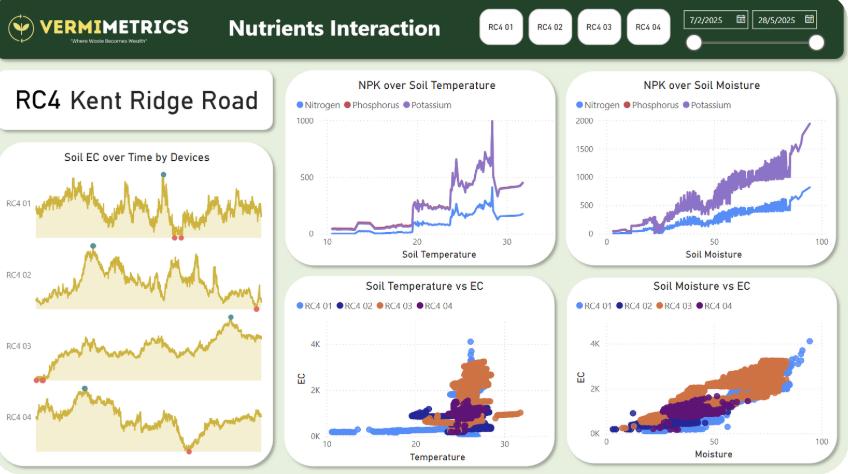 VERMIMETRICS
"Where Waste Becomes Wealth"
Nutrients Interaction
RC4 01
RC4 02
RC4 03
RC4 04
7/2/2025
28/5/2025
RC4 Kent Ridge Road
Soil EC over Time by Devices
RC4 01
RC4 02
RC4 03
RC4 04
NPK over Soil Temperature
Nitrogen Phosphorus Potassium
1000
500
0
10 20 30
Soil Temperature
NPK over Soil Moisture
Nitrogen Phosphorus Potassium
2000
1500
1000
500
0
0 50 100
Soil Moisture
Soil Temperature vs EC
RC4 01 RC4 02 RC4 03 RC4 04
EC
4K
2K
0K
10 20 30
Temperature
Soil Moisture vs EC
RC4 01 RC4 02 RC4 03 RC4 04
EC
4K
2K
0K
0 50 100
Moisture